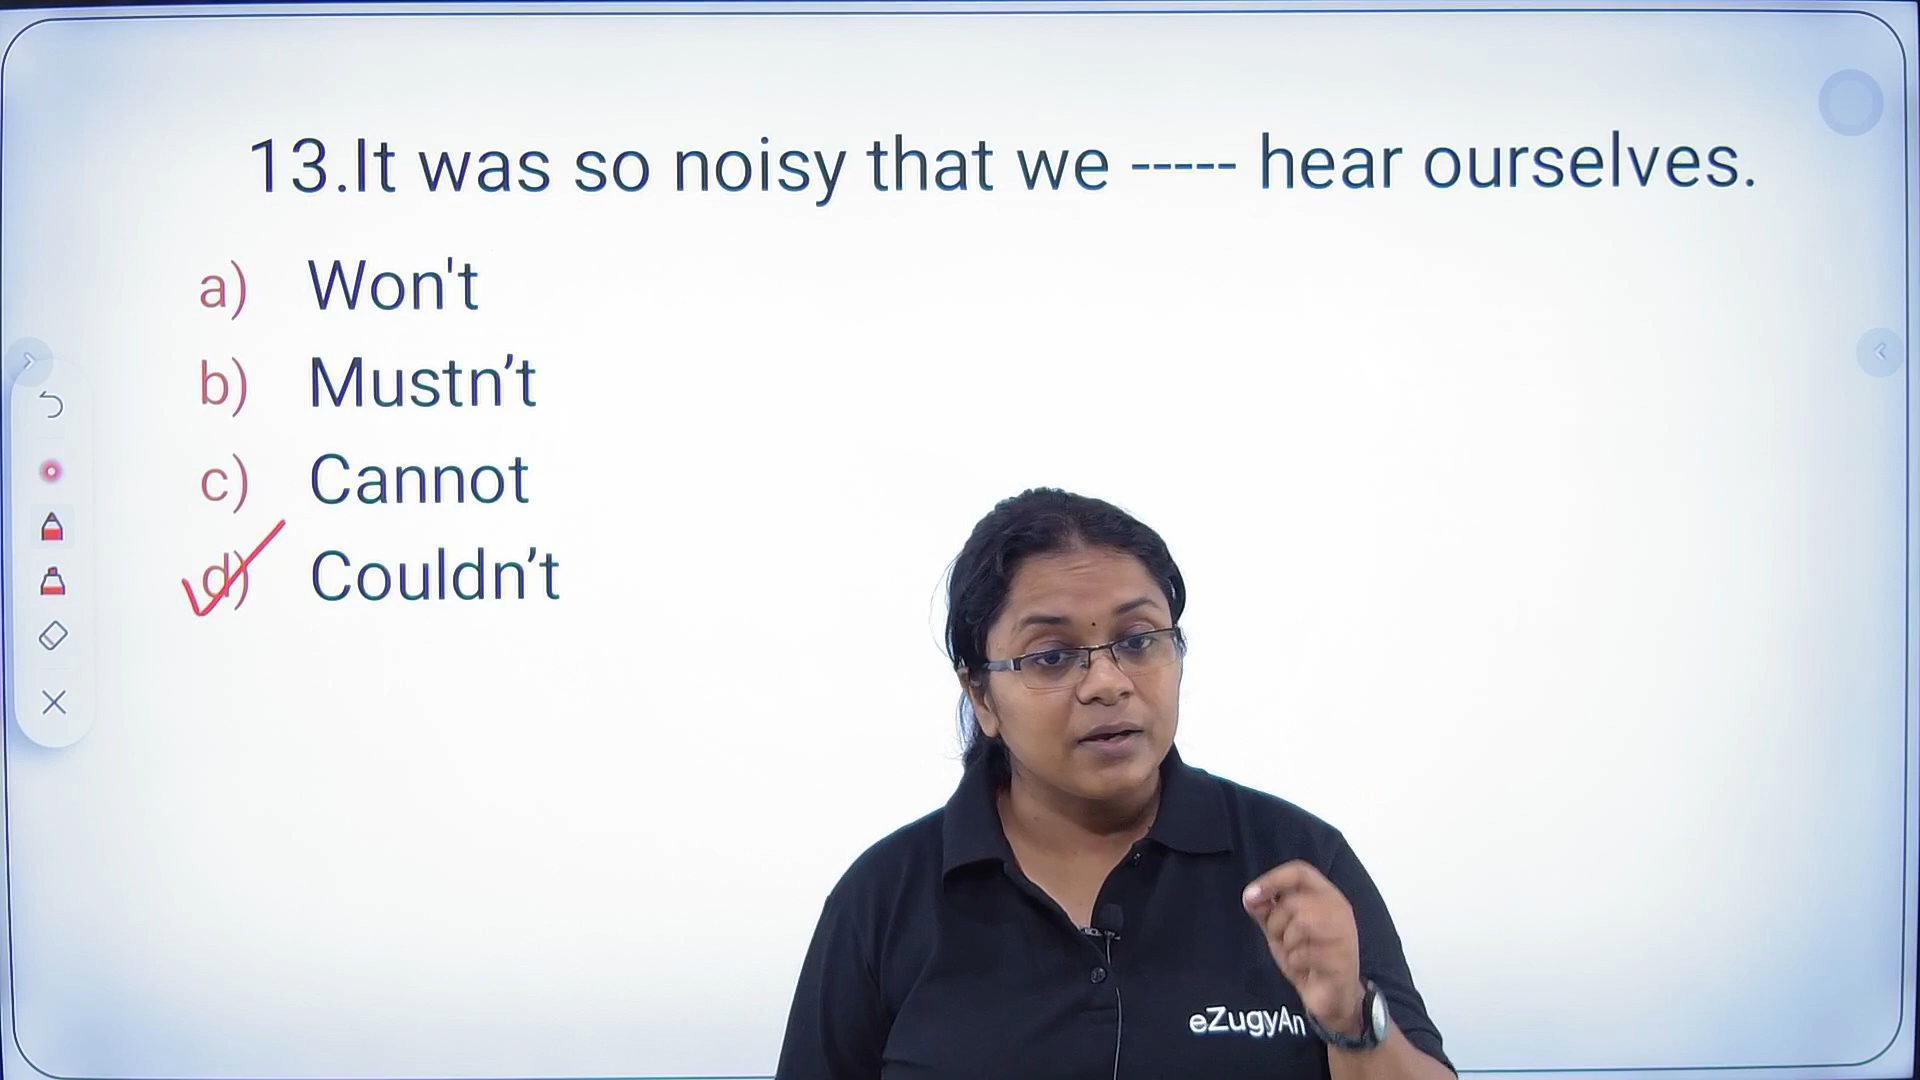 13.It was so noisy that we ----- hear ourselves.
a) Won't
b) Mustn’t
c) Cannot
d) Couldn’t
eZugyAn